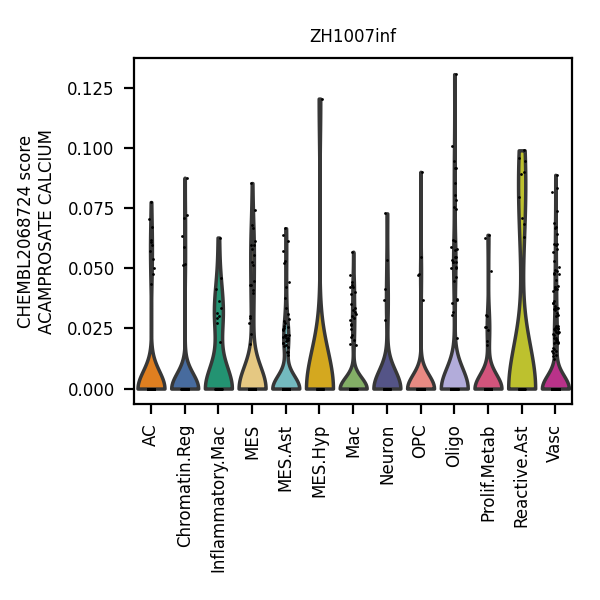 ZH1007inf
CHEMBL2068724 score
ACAMPROSATE CALCIUM
0.125
0.100
0.075
0.050
0.025
0.000
AC
Chromatin.Reg
Inflammatory.Mac
MES
MES.Ast
MES.Hyp
Mac
Neuron
OPC
Oligo
Prolif.Metab
Reactive.Ast
Vasc